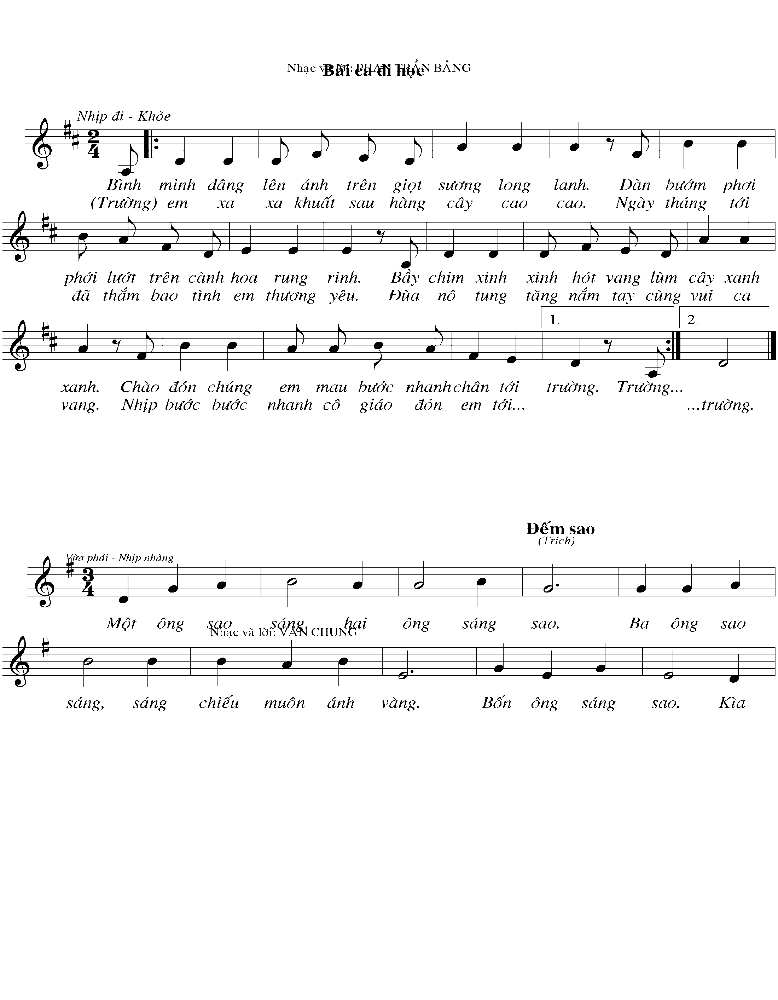 Nhạc và lời: PHAN TRẦN BẢNG
Bài ca đi học
Nhịp đi - Khỏe
2
4
Bình minh dâng lên ánh trên giọt sương long lanh. Đàn bướm phơi
(Trường) em xa xa khuất sau hàng cây cao cao. Ngày tháng tới
phới lướt trên cành hoa rung rinh. Bầy chim xinh xinh hót vang lùm cây xanh
đã thắm bao tình em thương yêu. Đùa nô tung tăng nắm tay cùng vui ca
1. 2.
xanh. Chào đón chúng em mau bước nhanh chân tới trường. Trường...
vang. Nhịp bước bước nhanh cô giáo đón em tới... ...trường.
Đếm sao
(Trích)
Vừa phải - Nhịp nhàng
3
4
Một ông sao sáng, hai ông sáng sao. Ba ông sao
Nhạc và lời: VĂN CHUNG
sáng, sáng chiếu muôn ánh vàng. Bốn ông sáng sao. Kìa